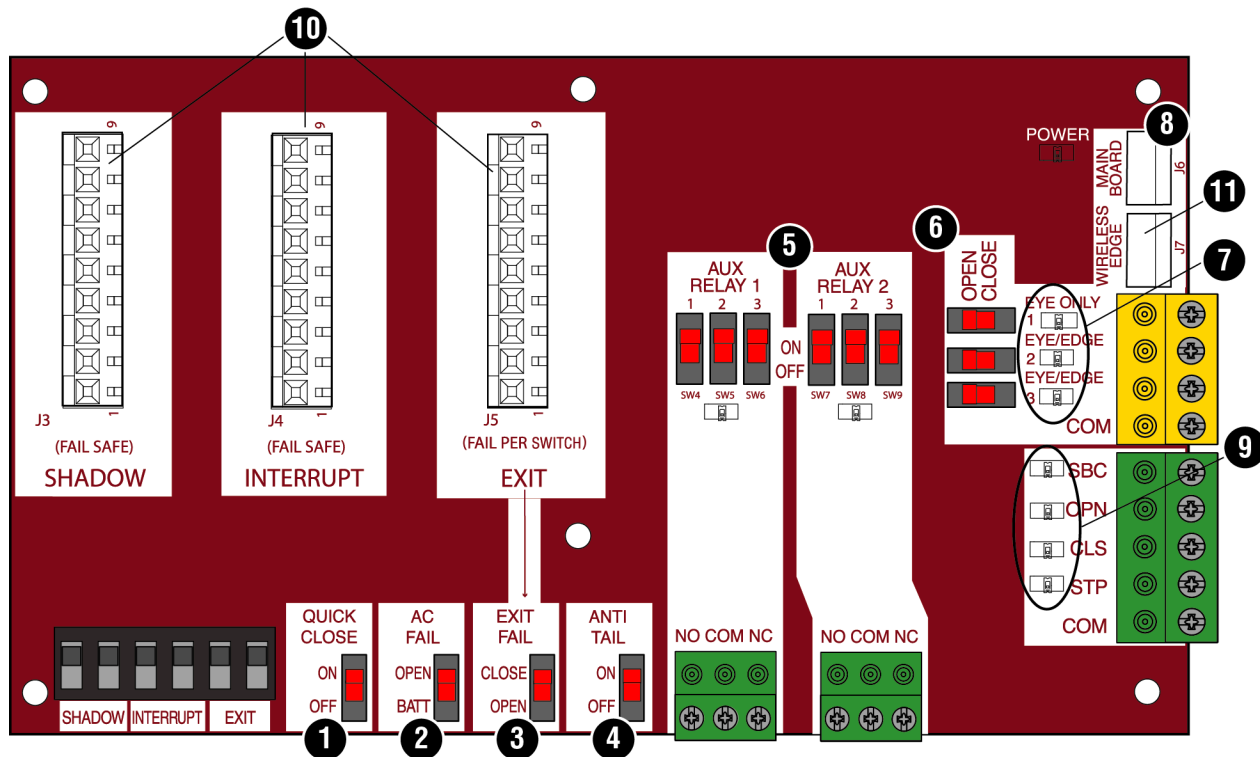 10
9
1
J3
(FAIL SAFE)
SHADOW
9
1
J4
(FAIL SAFE)
INTERRUPT
9
1
J5
(FAIL PER SWITCH)
EXIT
SHADOW
INTERRUPT
EXIT
QUICK
CLOSE
ON
OFF
1
AC
FAIL
OPEN
BATT
2
EXIT
FAIL
CLOSE
OPEN
3
ANTI
TAIL
ON
OFF
4
5
AUX
RELAY 1
1 2 3
SW4 SW5 SW6
ON
OFF
AUX
RELAY 2
1 2 3
SW7 SW8 SW9
NO COM NC
NO COM NC
POWER
MAIN
BOARD
J6
8
WIRELESS
EDGE
J7
11
6
OPEN
CLOSE
7
EYE ONLY
1
EYE/EDGE
2
EYE/EDGE
3
COM
9
SBC
OPN
CLS
STP
COM